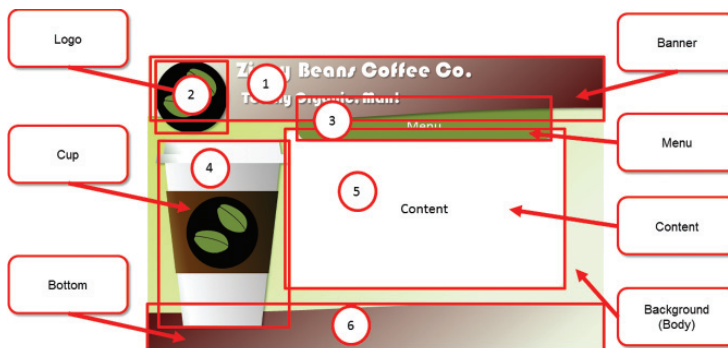 Logo
Banner
Beans Coffee Co.
1
2
Organic, Man!
3
Menu
Menu
Cup
4
5
Content
Content
Bottom
6
Background
(Body)